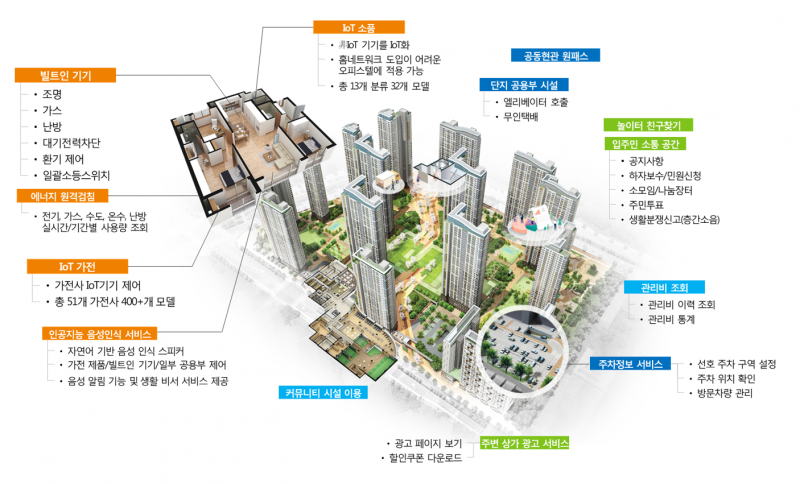 IoT 소품
비IoT 기기를 IoT화
홈네트워크 도입이 어려운
오피스텔에 적용 가능
총 13개 분류 32개 모델
빌트인 기기
조명
가스
난방
대기전력차단
환기 제어
일괄소등스위치
에너지 원격검침
전기, 가스, 수도, 온수, 난방
실시간/기간별 사용량 조회
IoT 가전
가전사 IoT기기 제어
총 51개 가전사 400+개 모델
인공지능 음성인식 서비스
자연어 기반 음성 인식 스피커
가전 제품/빌트인 기기/일부 공용부 제어
음성 알림 기능 및 생활 비서 서비스 제공
공동현관 원패스
단지 공용부 시설
엘리베이터 호출
무인택배
놀이터 친구찾기
입주민 소통 공간
공지사항
하자보수/민원신청
소모임/나눔장터
주민투표
생활분쟁신고(층간소음)
관리비 조회
관리비 이력 조회
관리비 통계
주차정보 서비스
선호 주차 구역 설정
주차 위치 확인
방문차량 관리
커뮤니티 시설 이용
주변 상가 광고 서비스
광고 페이지 보기
할인쿠폰 다운로드